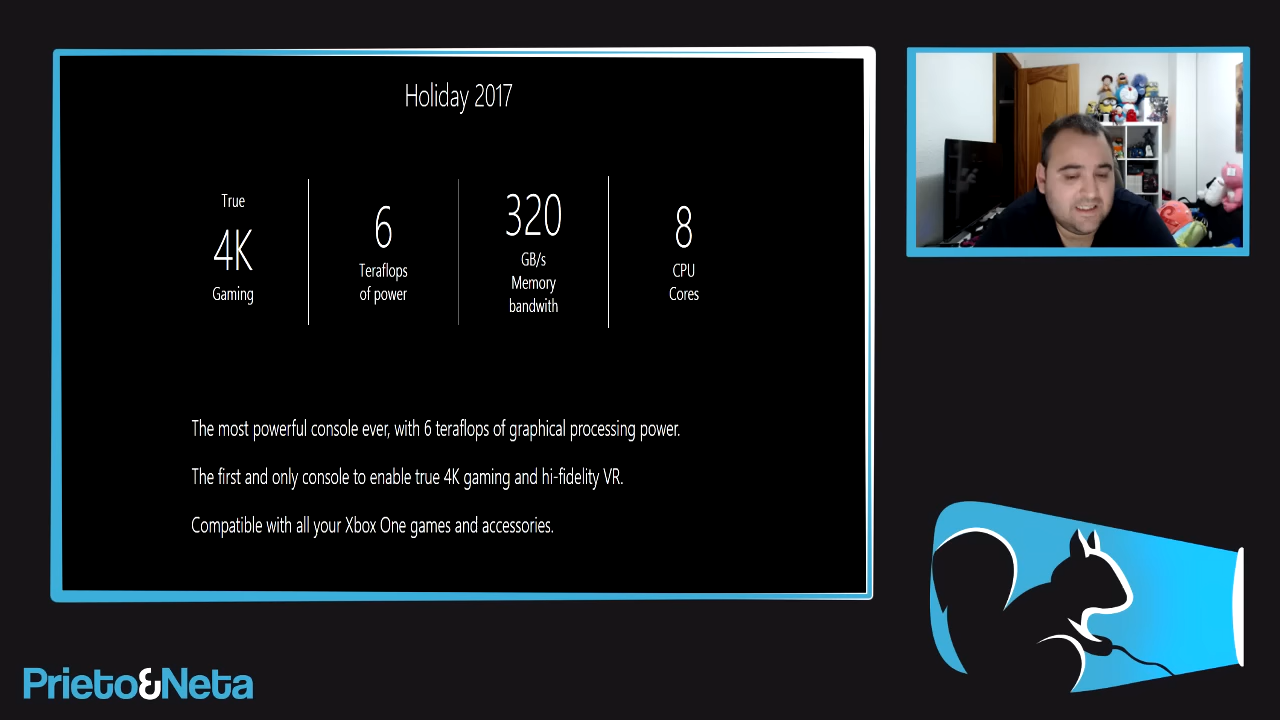 Holiday 2017
True
4K
Gaming
6
Teraflops
of power
320
GB/s
Memory
bandwith
8
CPU
Cores
The most powerful console ever, with 6 teraflops of graphical processing power.
The first and only console to enable true 4K gaming and hi-fidelity VR.
Compatible with all your Xbox One games and accessories.
Prieto&Neta